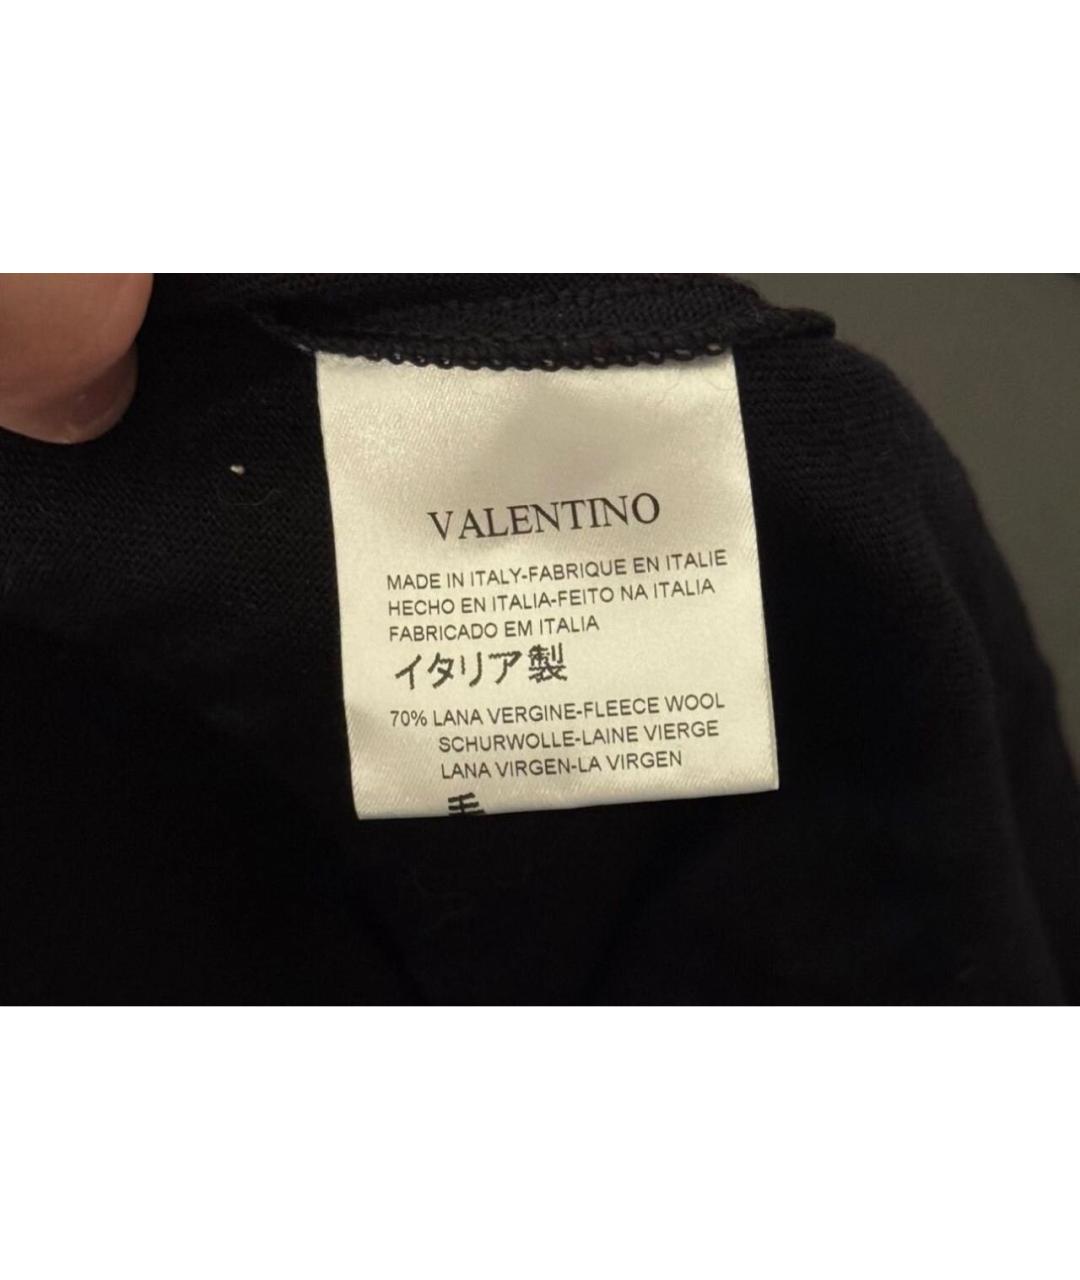 VALENTINO
MADE IN ITALY-FABRIQUE EN ITALIE
HECHO EN ITALIA-FEITO NA ITALIA
FABRICADO EM ITALIA
イタリア製
70% LANA VERGINE-FLEECE WOOL
SCHURWOLLE-LAINE VIERGE
LANA VIRGEN-LA VIRGEN
毛